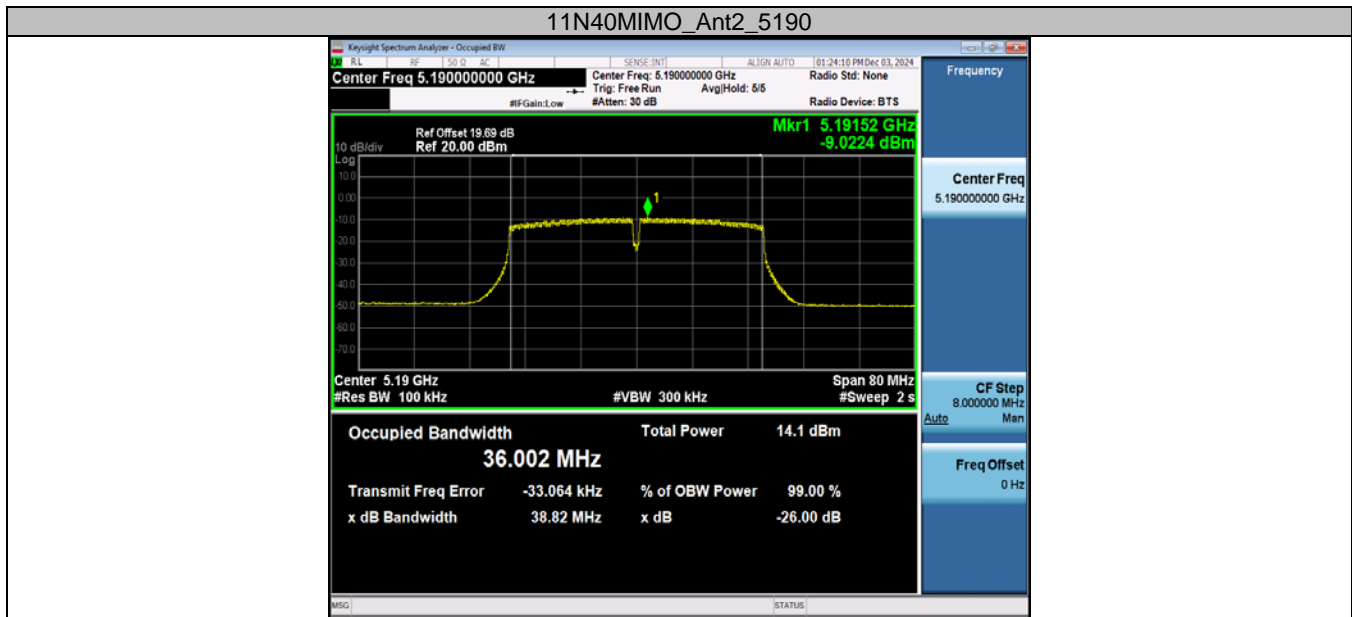 11N40MIMO_Ant2_5190
Keysight Spectrum Analyzer - Occupied BW
RL RF 50 Ω AC SENSE:INT ALIGN AUTO 01:24:10 PM Dec 03, 2024
Center Freq 5.190000000 GHz
Center Freq: 5.190000000 GHz
Radio Std: None
Trig: Free Run
Avg|Hold: 5/5
#IFGain:Low
#Atten: 30 dB
Radio Device: BTS
Frequency
Ref Offset 19.69 dB
Mkr1 5.19152 GHz
10 dB/div
Ref 20.00 dBm
-9.0224 dBm
Log
10.0
0.00
-10.0
-20.0
-30.0
-40.0
-50.0
-60.0
-70.0
1
Center 5.19 GHz
Span 80 MHz
#Res BW 100 kHz
#VBW 300 kHz
#Sweep 2 s
Center Freq
5.190000000 GHz
CF Step
8.000000 MHz
Auto Man
Freq Offset
0 Hz
Occupied Bandwidth
Total Power 14.1 dBm
36.002 MHz
Transmit Freq Error -33.064 kHz % of OBW Power 99.00 %
x dB Bandwidth 38.82 MHz x dB -26.00 dB
MSG STATUS